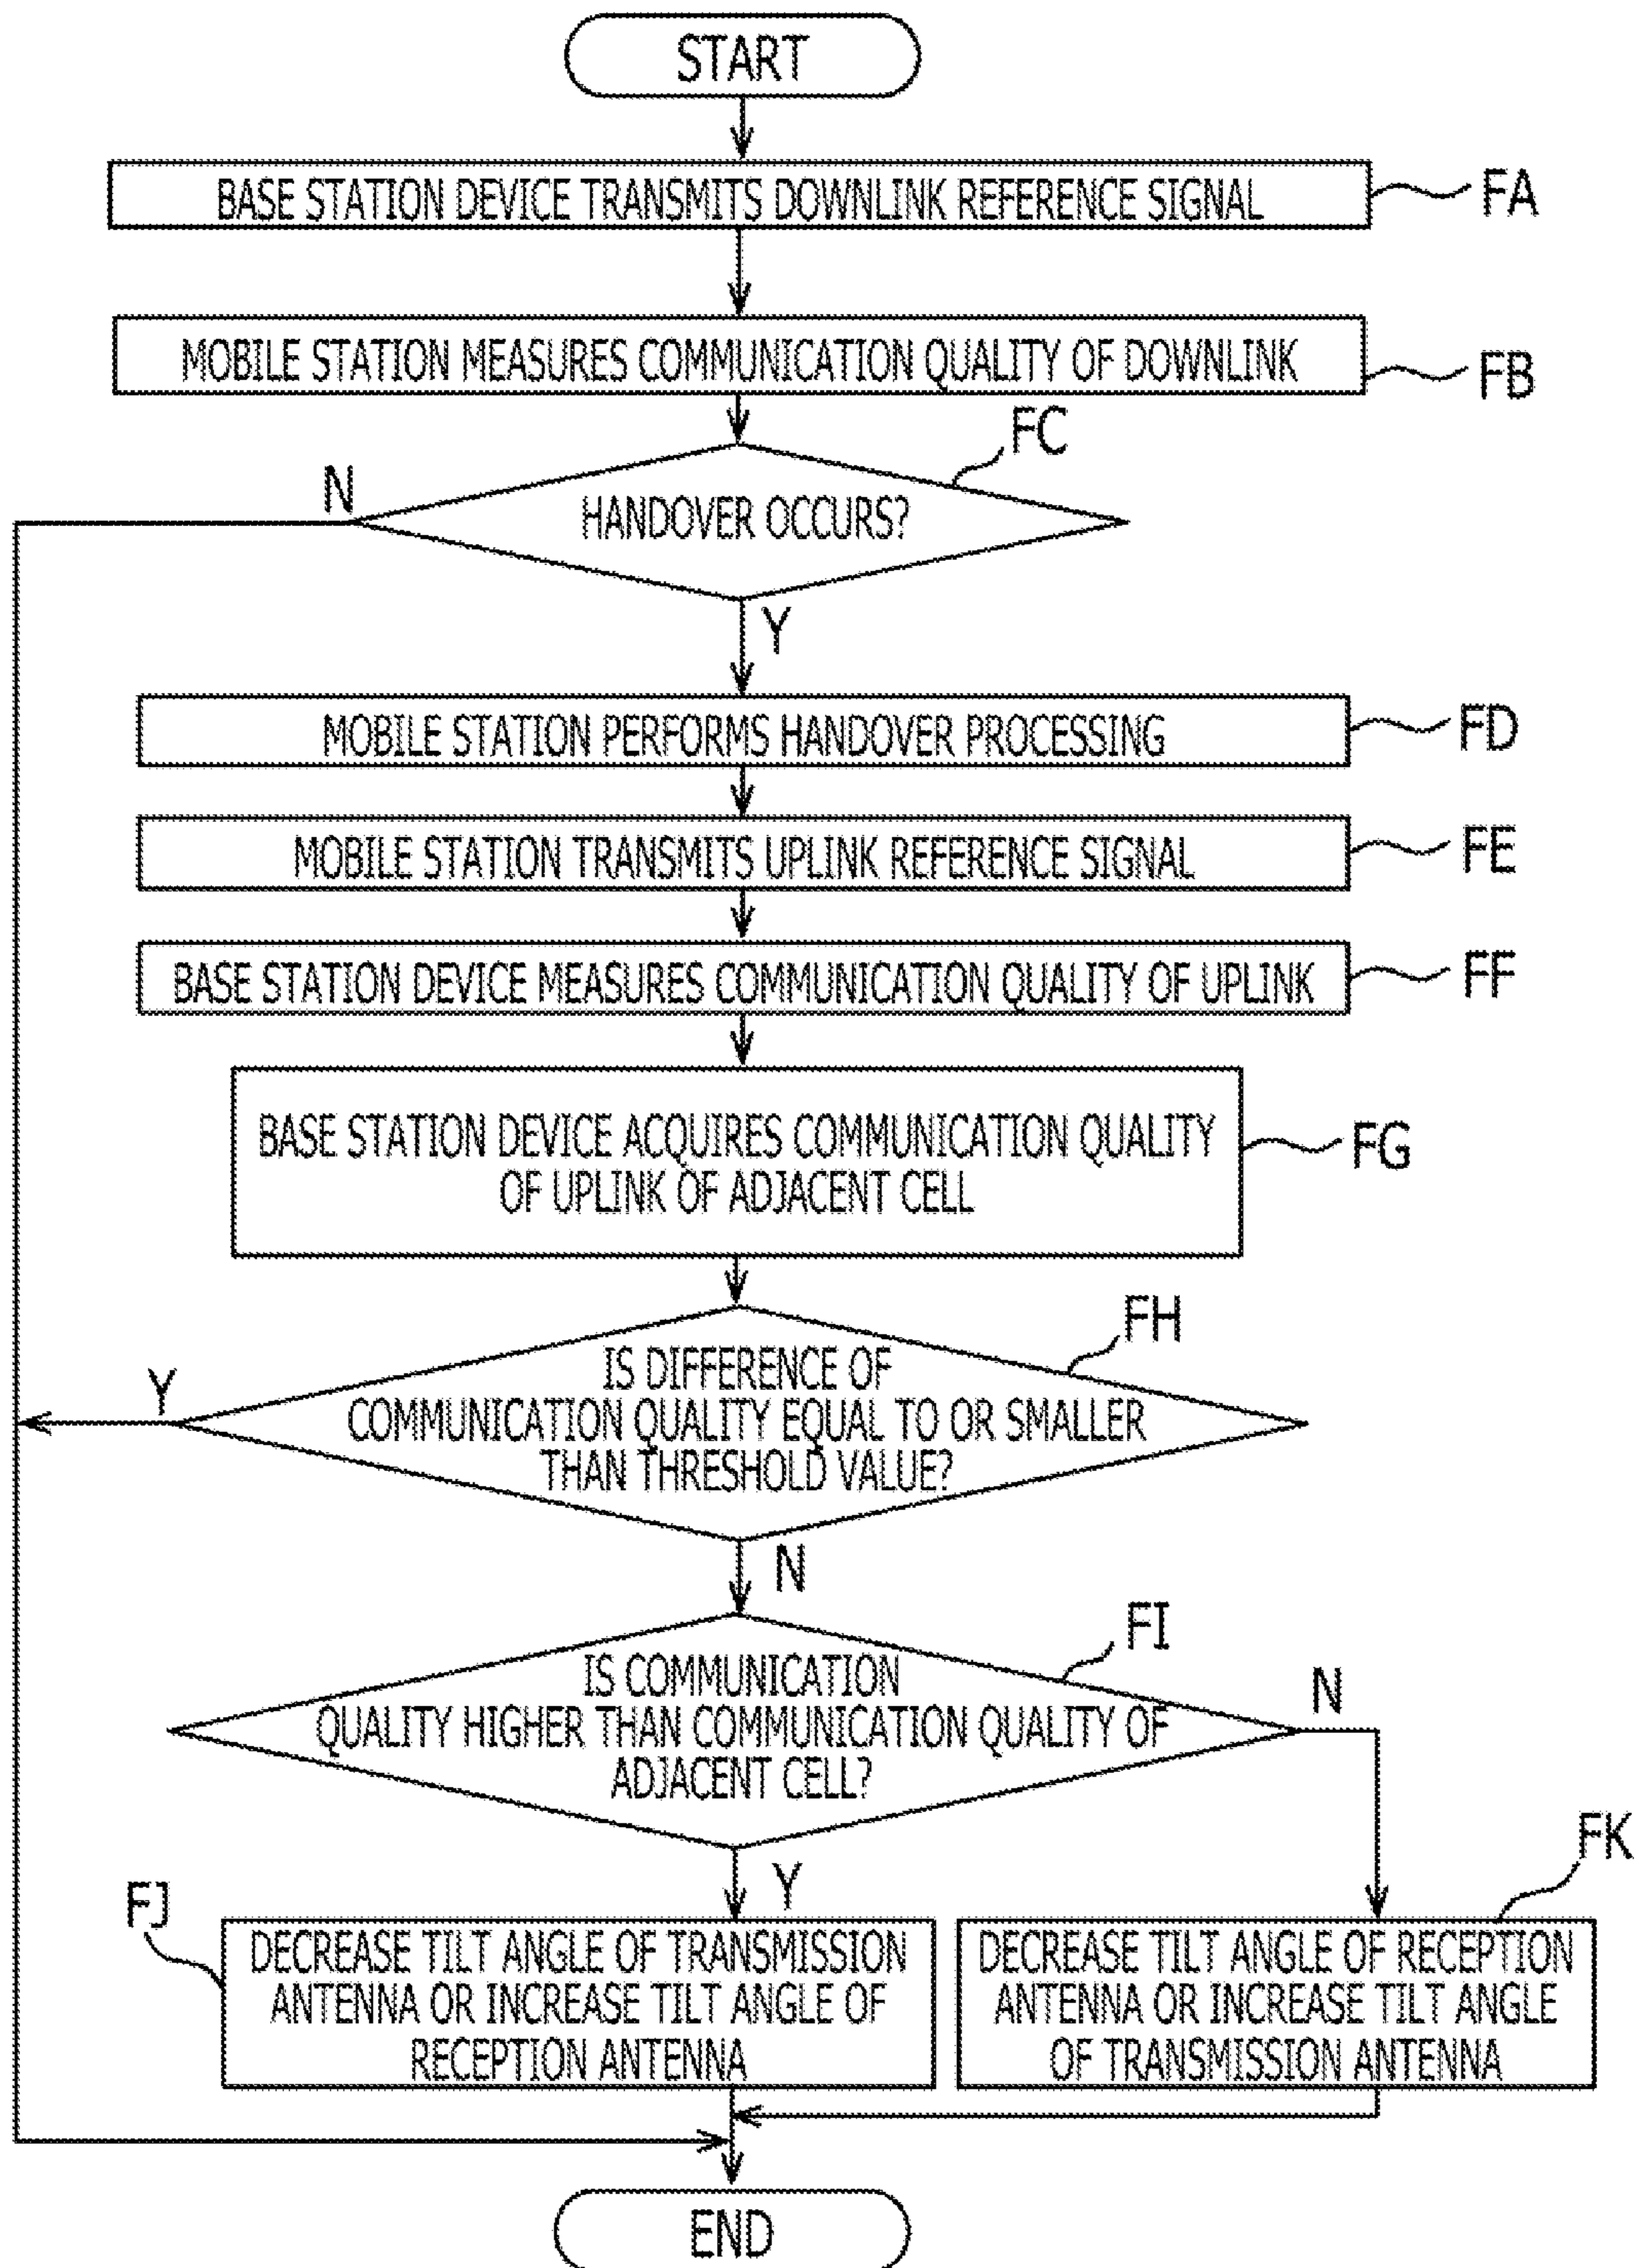 START
BASE STATION DEVICE TRANSMITS DOWNLINK REFERENCE SIGNAL
FA
MOBILE STATION MEASURES COMMUNICATION QUALITY OF DOWNLINK
FB
FC
N
HANDOVER OCCURS?
Y
MOBILE STATION PERFORMS HANDOVER PROCESSING
FD
MOBILE STATION TRANSMITS UPLINK REFERENCE SIGNAL
FE
BASE STATION DEVICE MEASURES COMMUNICATION QUALITY OF UPLINK
FF
BASE STATION DEVICE ACQUIRES COMMUNICATION QUALITY
OF UPLINK OF ADJACENT CELL
FG
FH
Y
IS DIFFERENCE OF
COMMUNICATION QUALITY EQUAL TO OR SMALLER
THAN THRESHOLD VALUE?
N
FI
IS COMMUNICATION
QUALITY HIGHER THAN COMMUNICATION QUALITY OF
ADJACENT CELL?
N
Y
FJ
DECREASE TILT ANGLE OF TRANSMISSION
ANTENNA OR INCREASE TILT ANGLE OF
RECEPTION ANTENNA
FK
DECREASE TILT ANGLE OF RECEPTION
ANTENNA OR INCREASE TILT ANGLE
OF TRANSMISSION ANTENNA
END